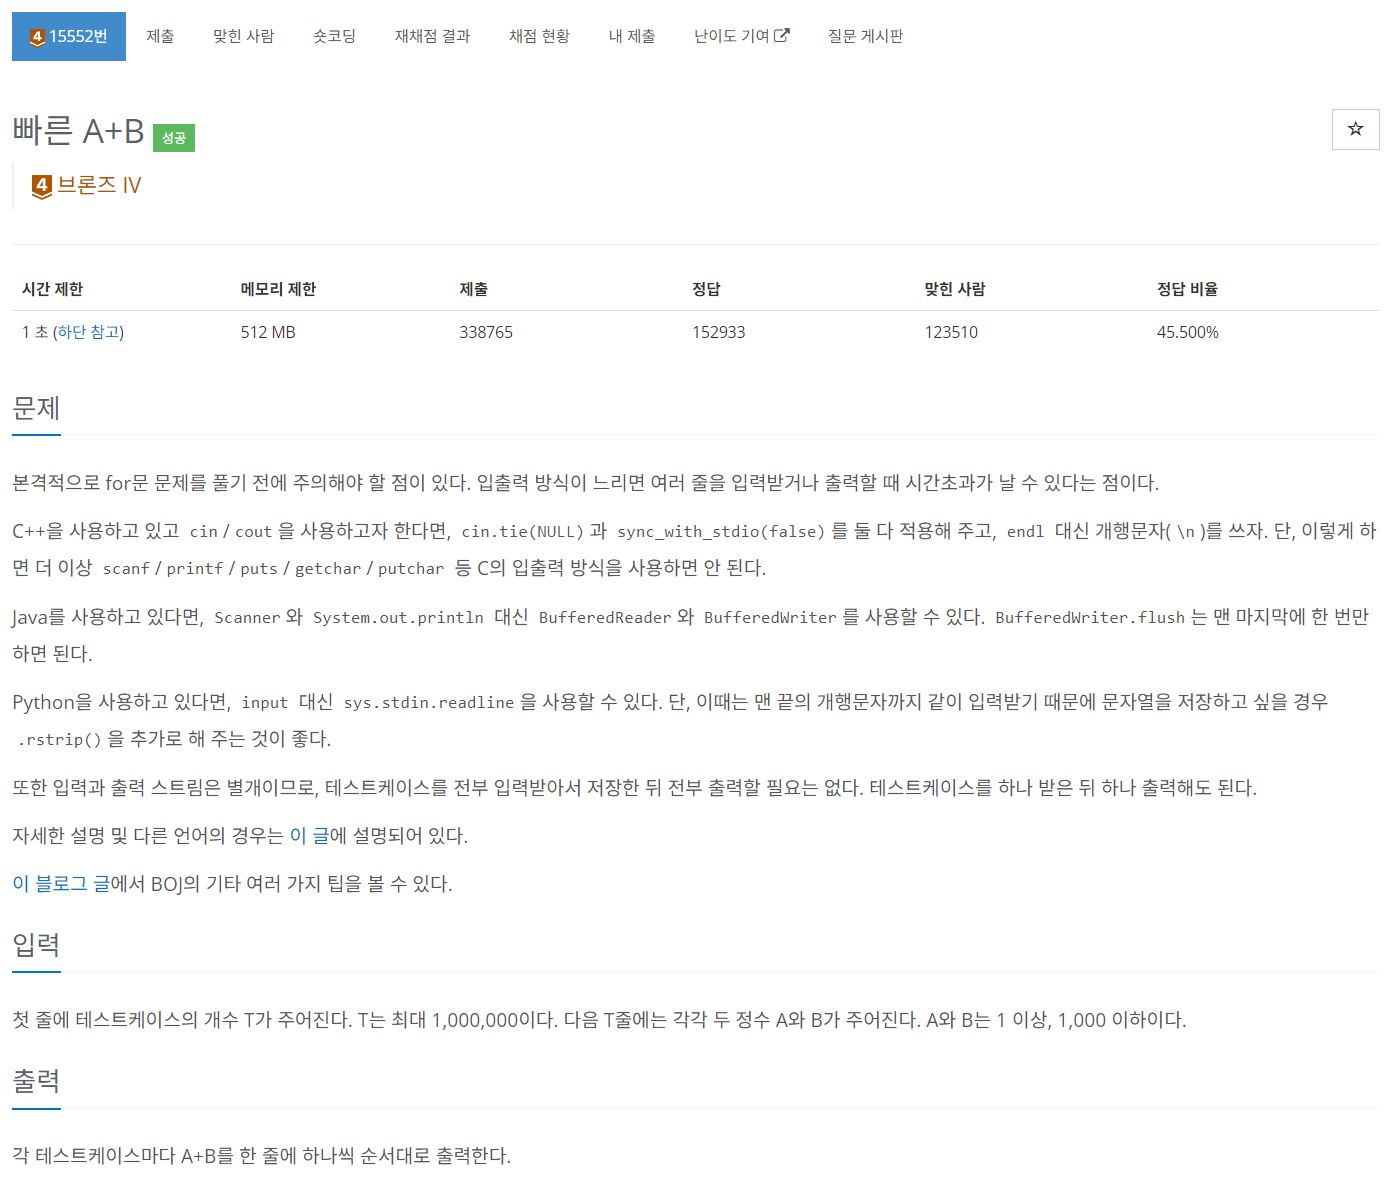 4 15552번 제출 맞힌 사람 숏코딩 재채점 결과 채점 현황 내 제출 난이도 기여 질문 게시판
빠른 A+B 성공
4 브론즈 IV
시간 제한 메모리 제한 제출 정답 맞힌 사람 정답 비율
1 초 (하단 참고) 512 MB 338765 152933 123510 45.500%
문제
본격적으로 for문 문제를 풀기 전에 주의해야 할 점이 있다. 입출력 방식이 느리면 여러 줄을 입력받거나 출력할 때 시간초과가 날 수 있다는 점이다.
C++을 사용하고 있고 cin / cout 을 사용하고자 한다면, cin.tie(NULL) 과 sync_with_stdio(false) 를 둘 다 적용해 주고, endl 대신 개행문자( \n )를 쓰자. 단, 이렇게 하
면 더 이상 scanf / printf / puts / getchar / putchar 등 C의 입출력 방식을 사용하면 안 된다.
Java를 사용하고 있다면, Scanner 와 System.out.println 대신 BufferedReader 와 BufferedWriter 를 사용할 수 있다. BufferedWriter.flush 는 맨 마지막에 한 번만
하면 된다.
Python을 사용하고 있다면, input 대신 sys.stdin.readline 을 사용할 수 있다. 단, 이때는 맨 끝의 개행문자까지 같이 입력받기 때문에 문자열을 저장하고 싶을 경우
.rstrip() 을 추가로 해 주는 것이 좋다.
또한 입력과 출력 스트림은 별개이므로, 테스트케이스를 전부 입력받아서 저장한 뒤 전부 출력할 필요는 없다. 테스트케이스를 하나 받은 뒤 하나 출력해도 된다.
자세한 설명 및 다른 언어의 경우는 이 글에 설명되어 있다.
이 블로그 글에서 BOJ의 기타 여러 가지 팁을 볼 수 있다.
입력
첫 줄에 테스트케이스의 개수 T가 주어진다. T는 최대 1,000,000이다. 다음 T줄에는 각각 두 정수 A와 B가 주어진다. A와 B는 1 이상, 1,000 이하이다.
출력
각 테스트케이스마다 A+B를 한 줄에 하나씩 순서대로 출력한다.